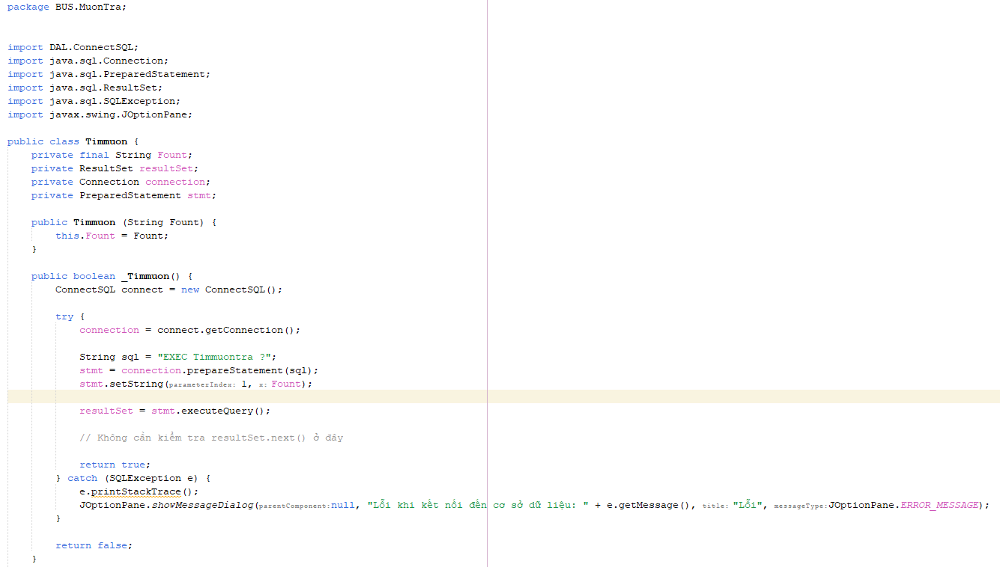 package BUS.MuonTra;
import DAL.ConnectSQL;
import java.sql.Connection;
import java.sql.PreparedStatement;
import java.sql.ResultSet;
import java.sql.SQLException;
import javax.swing.JOptionPane;
public class Timmuon {
private final String Fount;
private ResultSet resultSet;
private Connection connection;
private PreparedStatement stmt;
public Timmuon (String Fount) {
this.Fount = Fount;
}
public boolean _Timmuon() {
ConnectSQL connect = new ConnectSQL();
try {
connection = connect.getConnection();
String sql = "EXEC Timmuontra ?";
stmt = connection.prepareStatement(sql);
stmt.setString(parameterIndex: 1, x: Fount);
resultSet = stmt.executeQuery();
// Không cần kiểm tra resultSet.next() ở đây
return true;
} catch (SQLException e) {
e.printStackTrace();
JOptionPane.showMessageDialog(parentComponent:null, "Lỗi khi kết nối đến cơ sở dữ liệu: " + e.getMessage(), title: "Lỗi", messageType:JOptionPane.ERROR_MESSAGE);
}
return false;
}